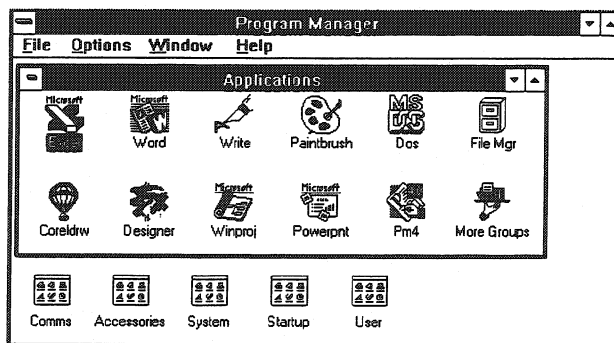 Program Manager
File Options Window Help
Applications
Microsoft Microsoft
MS
DOS
Word Write Paintbrush Dos File Mgr
Microsoft Microsoft
Coreldrw Designer Winproj Powerpnt Pm4 More Groups
Comms Accessories System Startup User